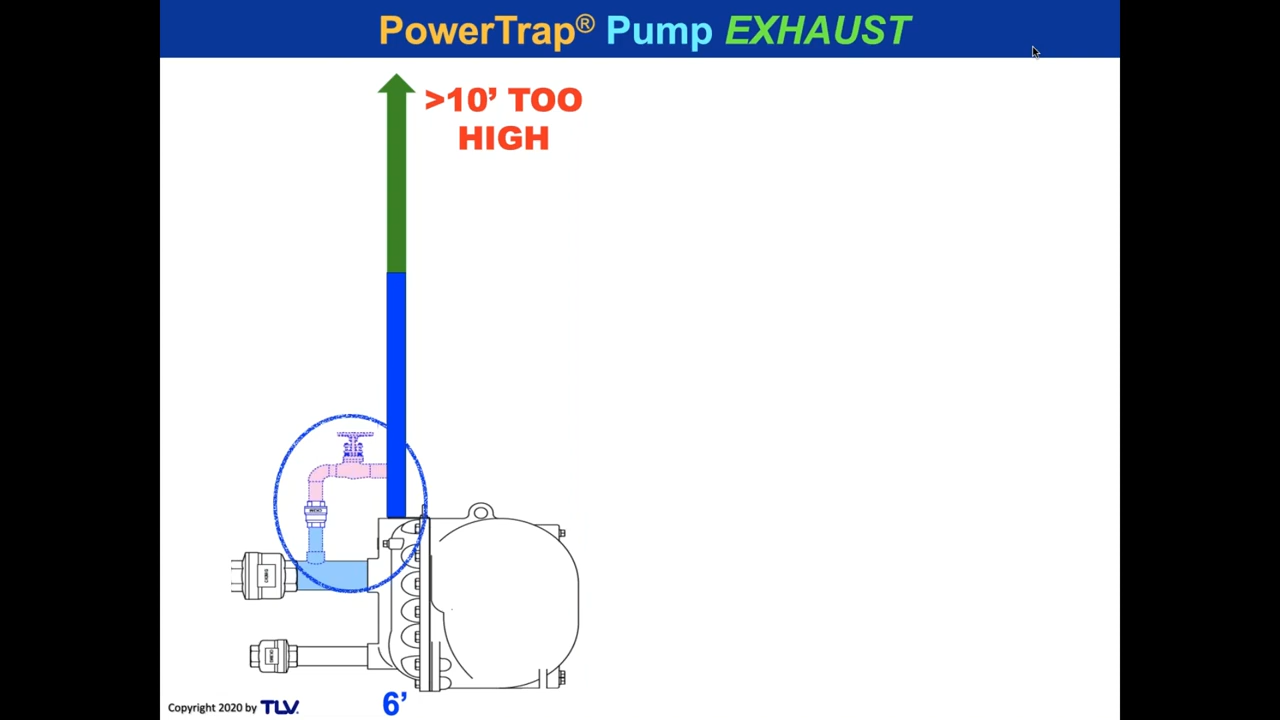 PowerTrap® Pump EXHAUST
>10’ TOO
HIGH
Copyright 2020 by TLV.
6’